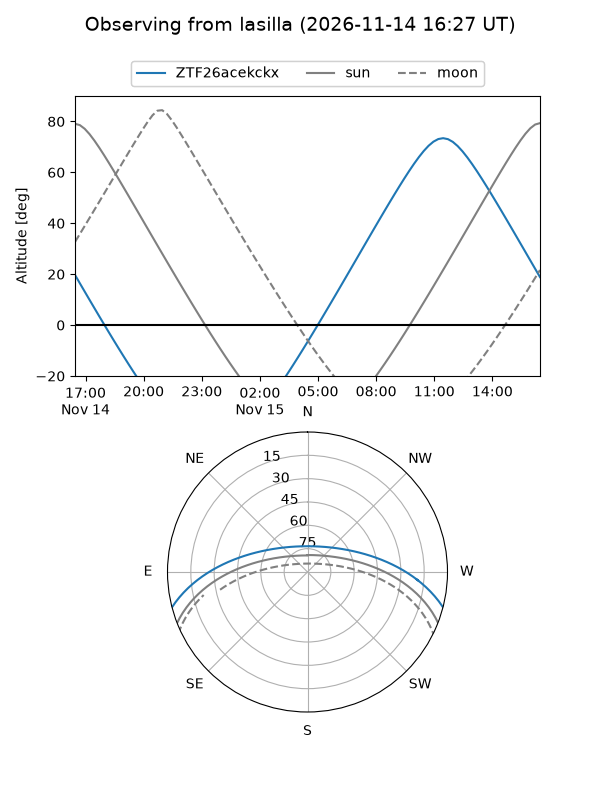 Observing from lasilla (2026-11-14 16:27 UT)
ZTF26acekckx sun moon
Altitude [deg]
80
60
40
20
0
−20
17:00 20:00 23:00 02:00 05:00 08:00 11:00 14:00
Nov 14 Nov 15
N
NE NW
15
30
45
60
75
E W
SE SW
S